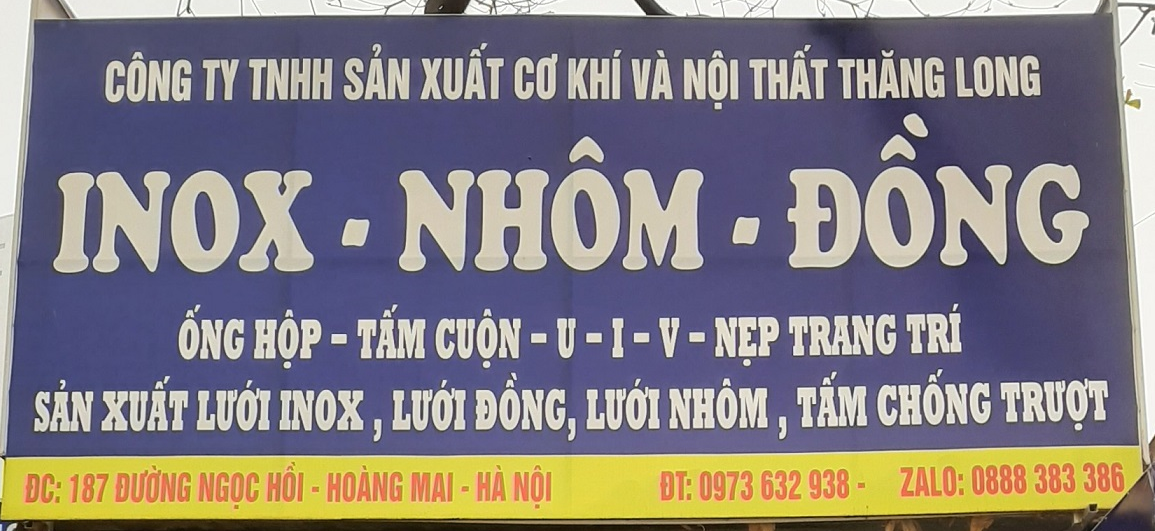 CÔNG TY TNHH SẢN XUẤT CƠ KHÍ VÀ NỘI THẤT THĂNG LONG
INOX - NHÔM - ĐỒNG
ỐNG HỘP - TẤM CUỘN - U - I - V - NẸP TRANG TRÍ
SẢN XUẤT LƯỚI INOX , LƯỚI ĐỒNG, LƯỚI NHÔM , TẤM CHỐNG TRƯỢT
ĐC: 187 ĐƯỜNG NGỌC HỒI - HOÀNG MAI - HÀ NỘI ĐT: 0973 632 938 - ZALO: 0888 383 386